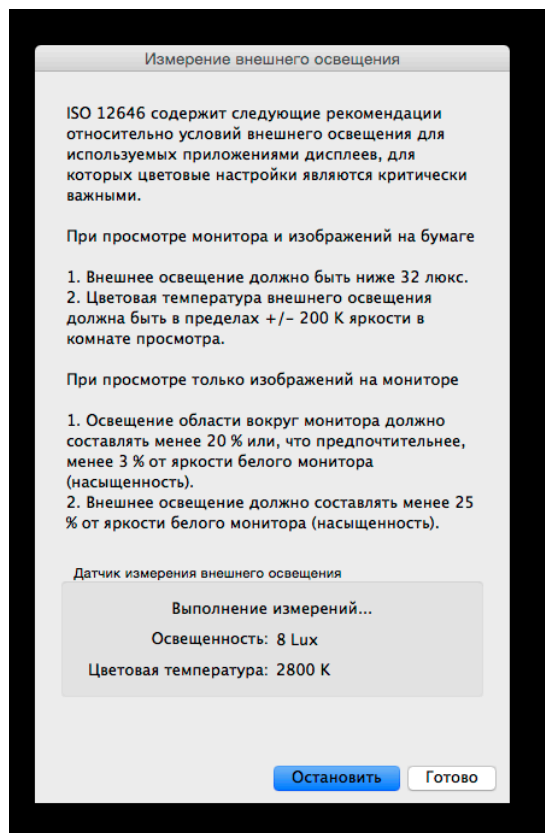 Измерение внешнего освещения
ISO 12646 содержит следующие рекомендации
относительно условий внешнего освещения для
используемых приложениями дисплеев, для
которых цветовые настройки являются критически
важными.
При просмотре монитора и изображений на бумаге
1. Внешнее освещение должно быть ниже 32 люкс.
2. Цветовая температура внешнего освещения
должна быть в пределах +/- 200 K яркости в
комнате просмотра.
При просмотре только изображений на мониторе
1. Освещение области вокруг монитора должно
составлять менее 20 % или, что предпочтительнее,
менее 3 % от яркости белого монитора
(насыщенность).
2. Внешнее освещение должно составлять менее 25
% от яркости белого монитора (насыщенность).
Датчик измерения внешнего освещения
Выполнение измерений...
Освещенность: 8 Lux
Цветовая температура: 2800 K
Остановить Готово